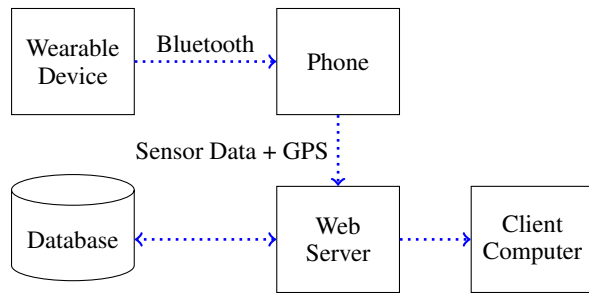 Wearable
Device
Bluetooth
Phone
Sensor Data + GPS
Database
Web
Server
Client
Computer